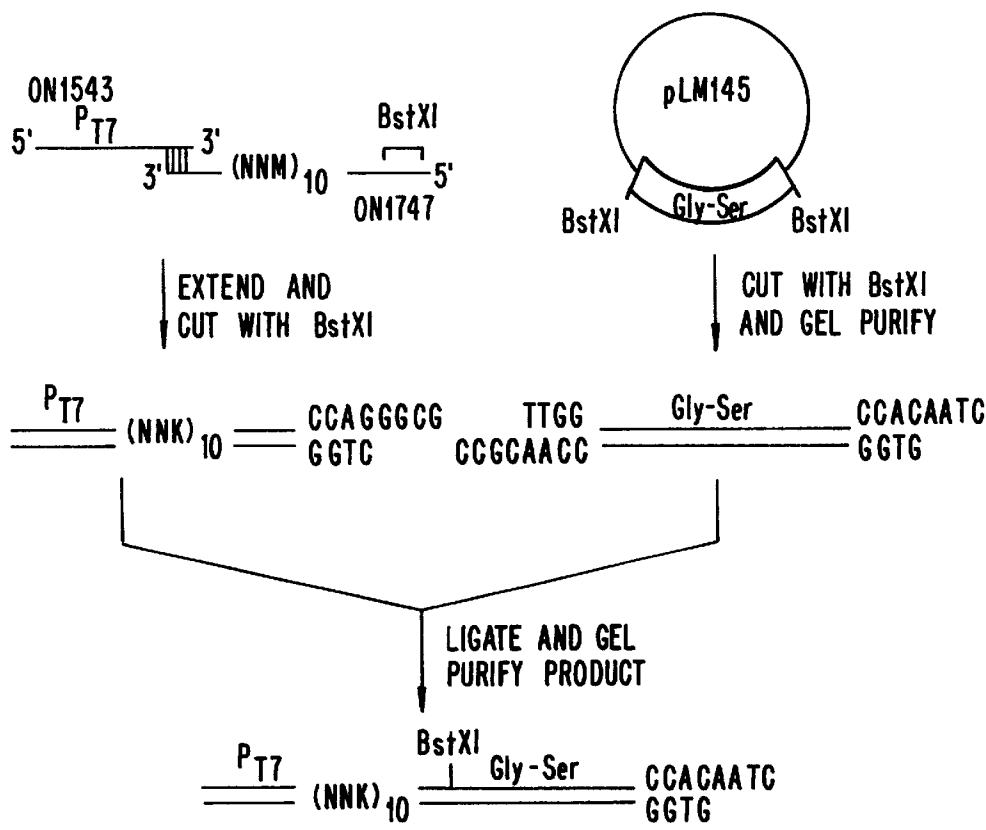 ON1543
PT7
5'
3'
3'
(NNM)10
BstXI
5'
ON1747
pLM145
Gly-Ser
BstXI
BstXI
EXTEND AND
CUT WITH BstXI
CUT WITH BstXI
AND GEL PURIFY
PT7
(NNK)10
CCAGGGCG
GGTC
TTGG
CCGCAACC
Gly-Ser
CCACAATC
GGTG
LIGATE AND GEL
PURIFY PRODUCT
PT7
(NNK)10
BstXI
Gly-Ser
CCACAATC
GGTG